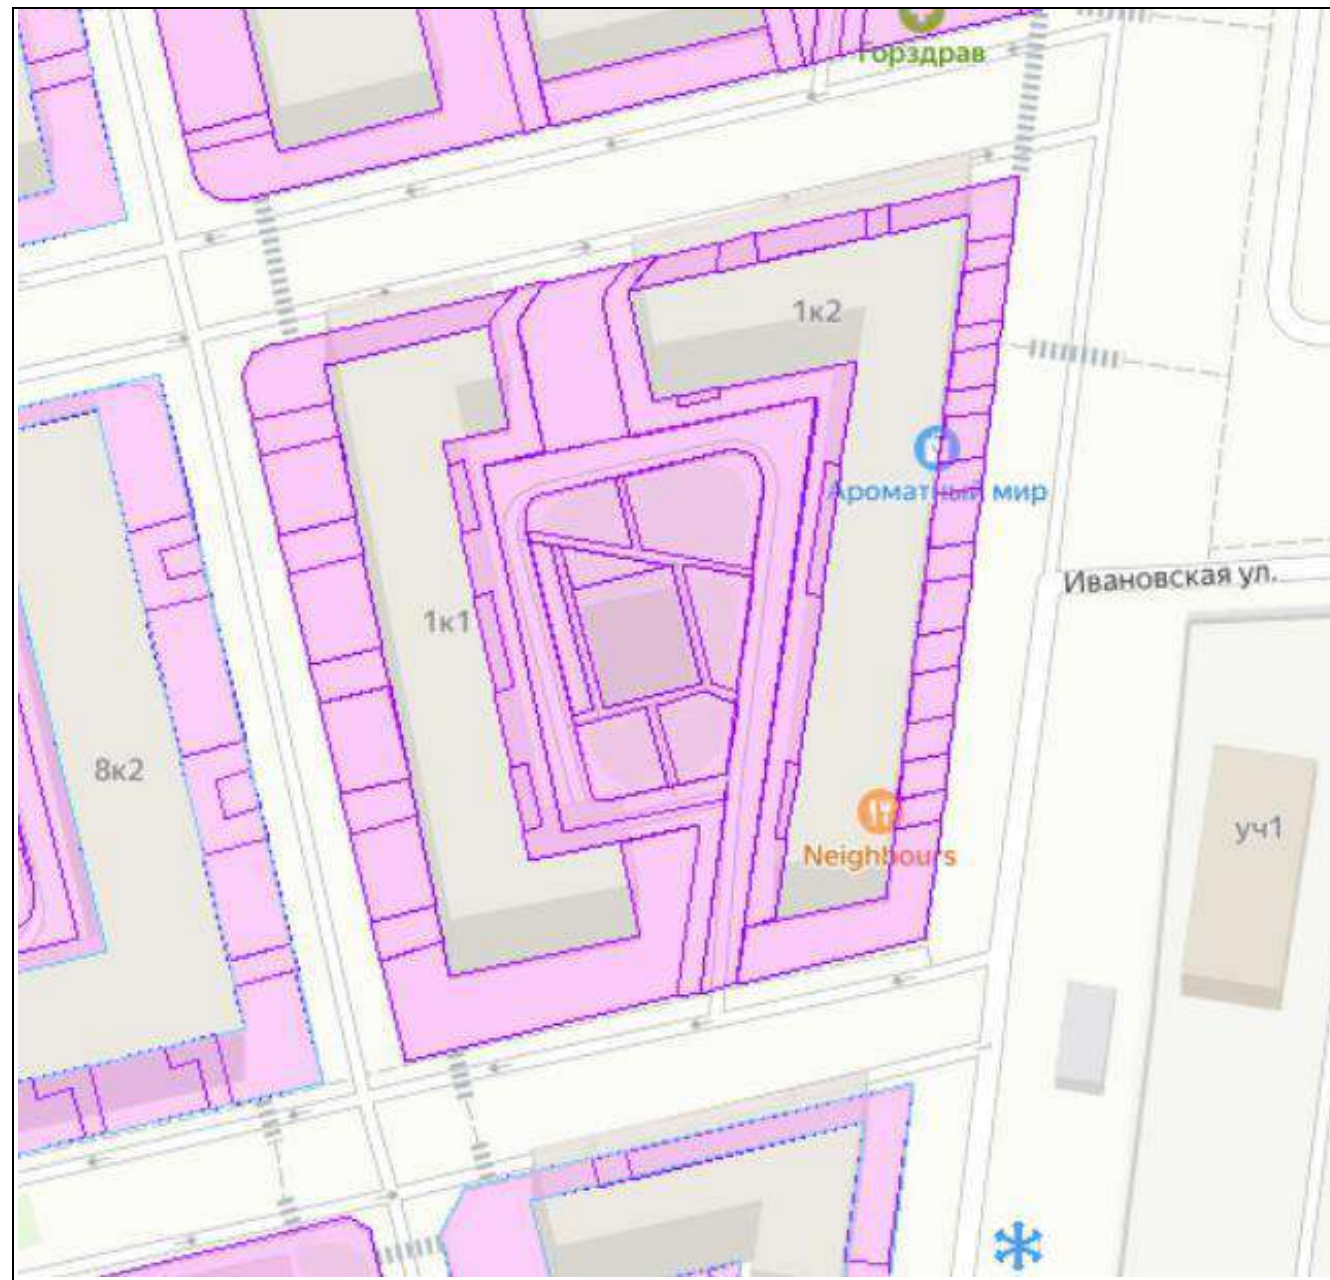 Горздрав
1к2
Ароматный мир
Ивановская ул.
1к1
8к2
уч1
Neighbours